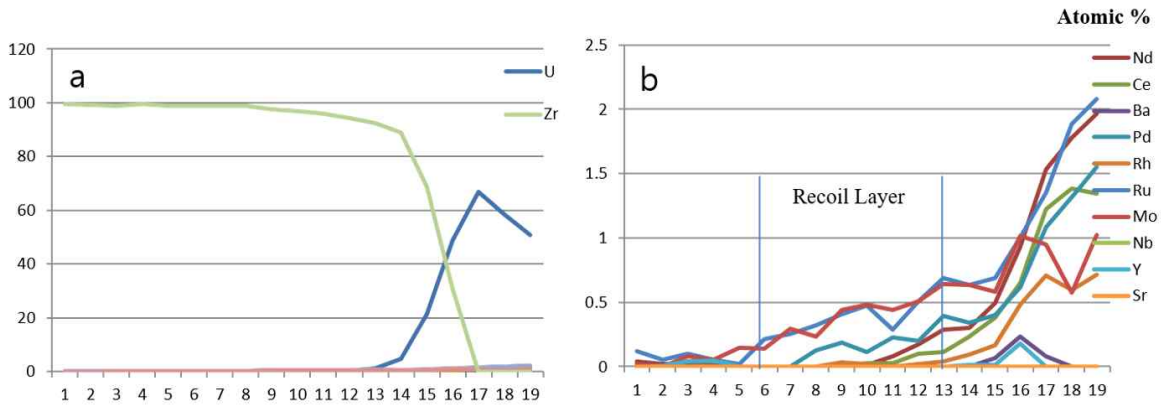 Atomic %
a
120
100
80
60
40
20
0
1 2 3 4 5 6 7 8 9 10 11 12 13 14 15 16 17 18 19
U
Zr
b
2.5
2
1.5
1
0.5
0
Recoil Layer
1 2 3 4 5 6 7 8 9 10 11 12 13 14 15 16 17 18 19
Nd
Ce
Ba
Pd
Rh
Ru
Mo
Nb
Y
Sr